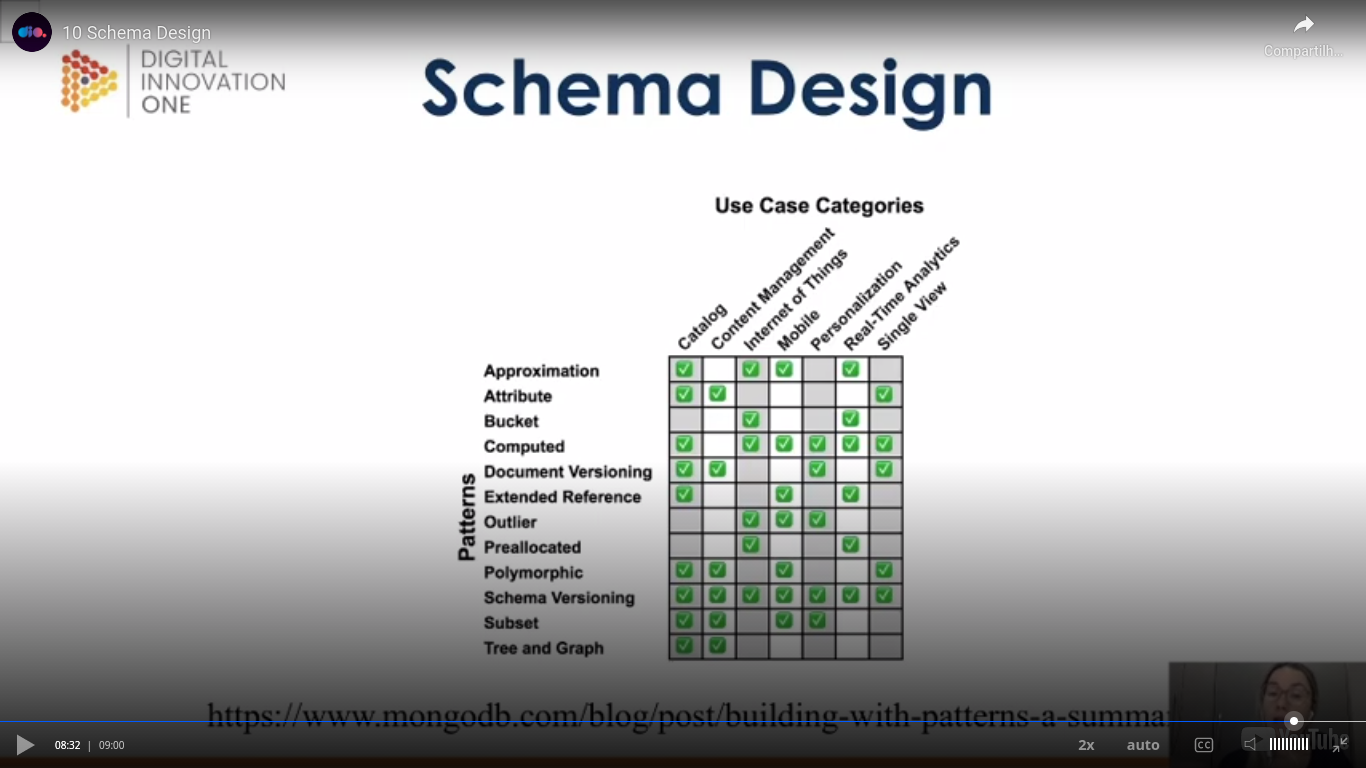 10 Schema Design
Compartilh...
DIGITAL
INNOVATION
ONE
Schema Design
Use Case Categories
Catalog
Content Management
Internet of Things
Mobile
Personalization
Real-Time Analytics
Single View
Patterns
Approximation
Attribute
Bucket
Computed
Document Versioning
Extended Reference
Outlier
Preallocated
Polymorphic
Schema Versioning
Subset
Tree and Graph
https://www.mongodb.com/blog/post/building-with-patterns-a-summa
08:32 | 09:00
2x
auto
CC
YouTube